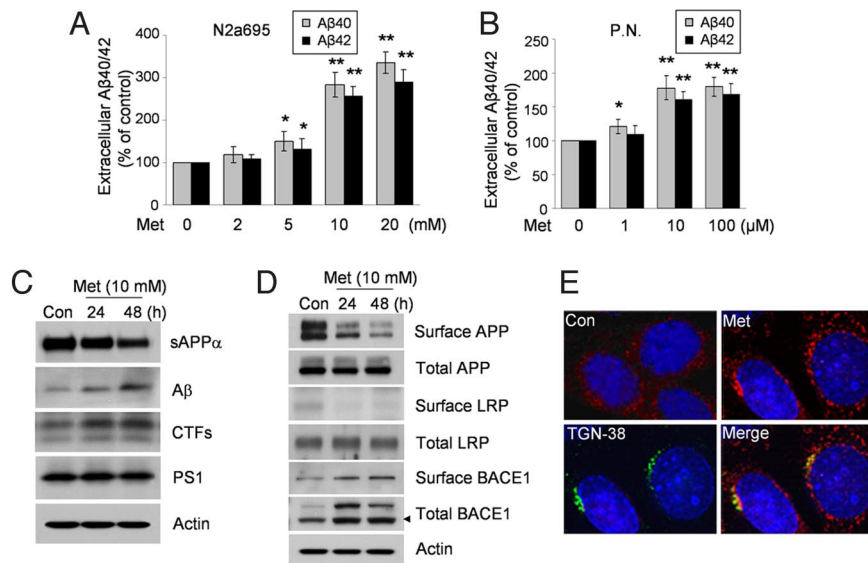 A
N2a695
Aβ40
Aβ42
Extracellular Aβ40/42
(% of control)
400
300
200
100
0
*
*
**
**
**
**
Met 0 2 5 10 20 (mM)
B
P.N.
Aβ40
Aβ42
Extracellular Aβ40/42
(% of control)
250
200
150
100
50
0
*
**
**
**
**
Met 0 1 10 100 (µM)
C
Met (10 mM)
Con 24 48 (h)
sAPPα
Aβ
CTFs
PS1
Actin
D
Met (10 mM)
Con 24 48 (h)
Surface APP
Total APP
Surface LRP
Total LRP
Surface BACE1
Total BACE1
Actin
E
Con
Met
TGN-38
Merge